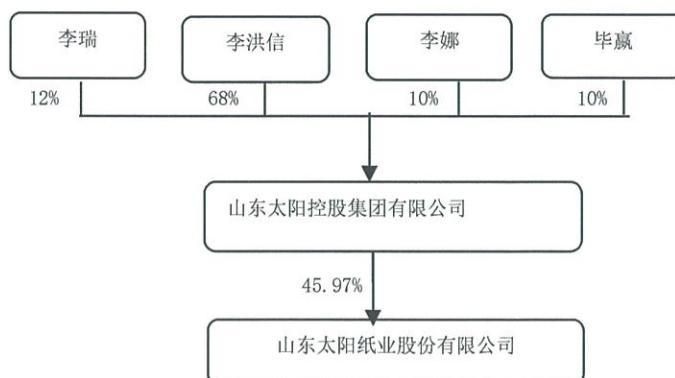 李瑞 李洪信 李娜 毕赢
12% 68% 10% 10%
山东太阳控股集团有限公司
45.97%
山东太阳纸业股份有限公司